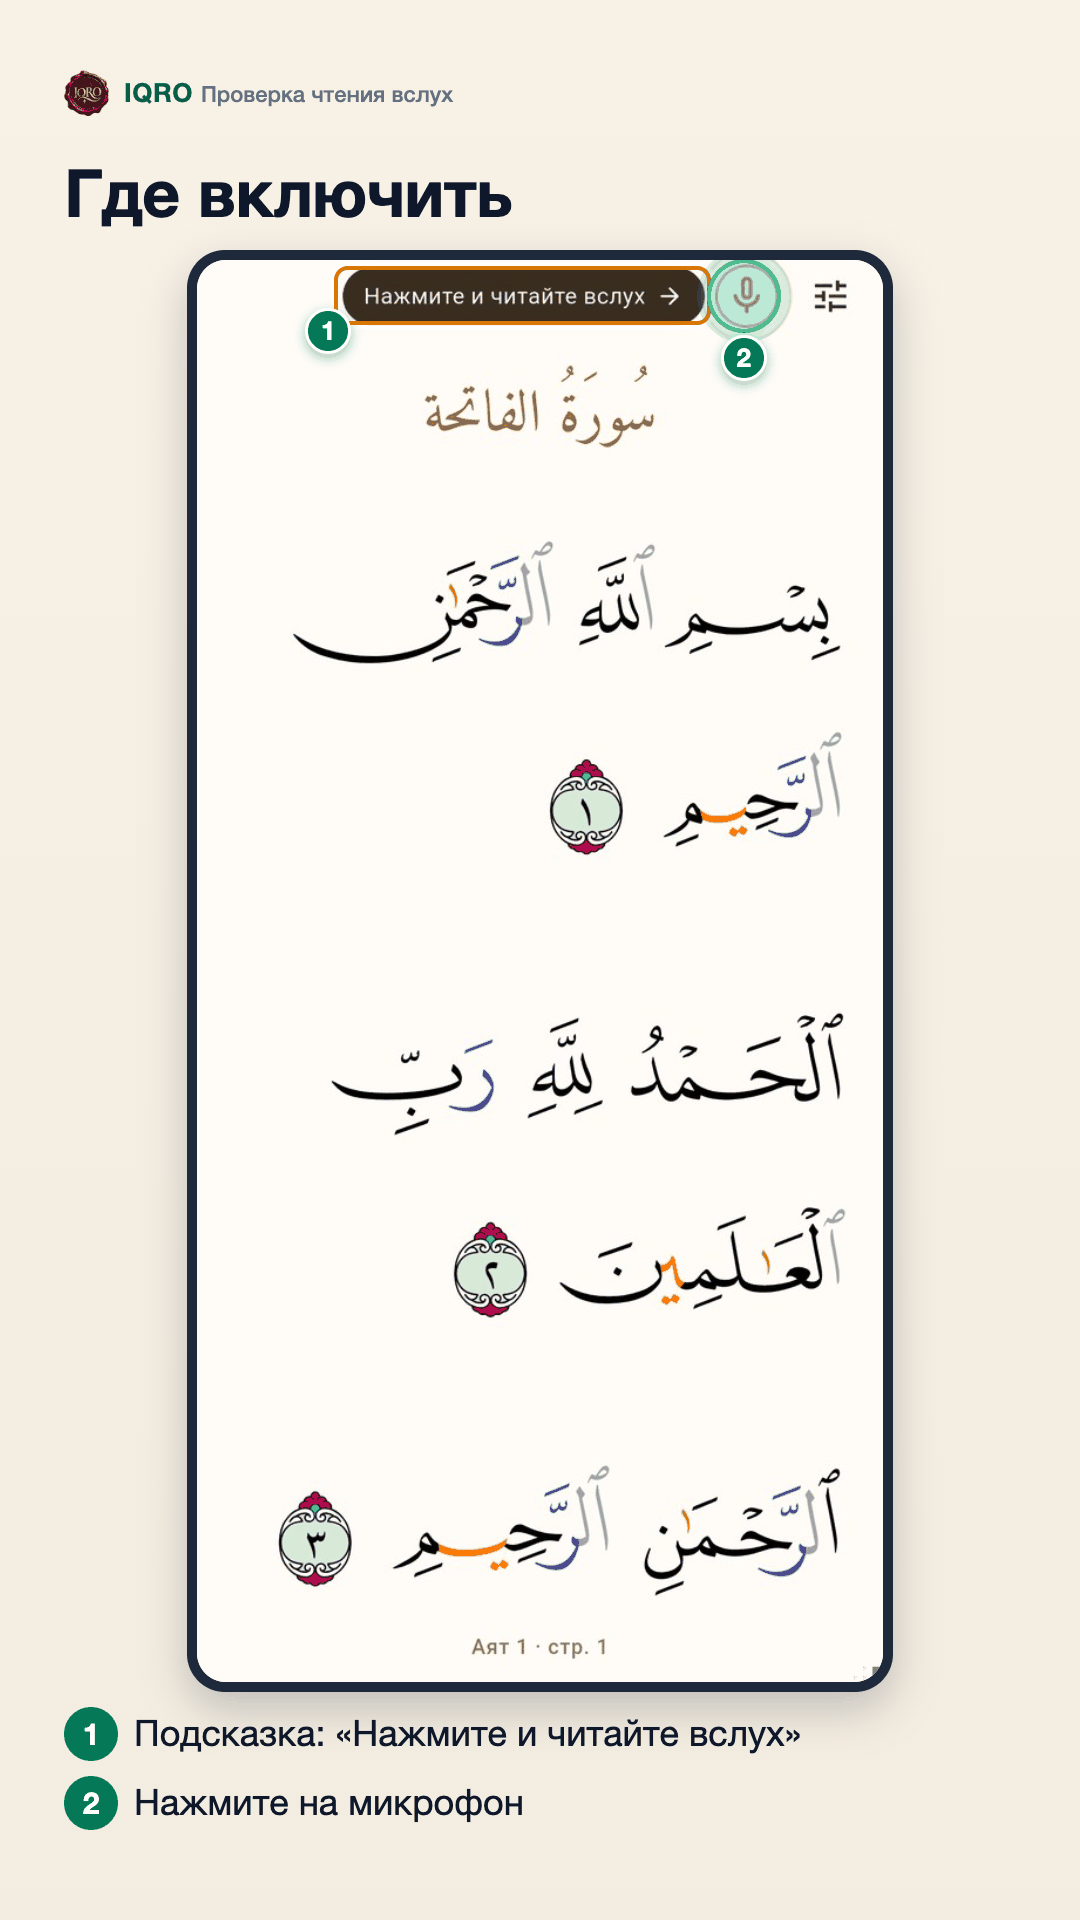 IQRO Проверка чтения вслух
Где включить
Нажмите и читайте вслух →
1
2
سُورَةُ الفاتحة
بِسْمِ ٱللَّهِ ٱلرَّحْمَٰنِ
ٱلرَّحِيمِ ١
ٱلْحَمْدُ لِلَّهِ رَبِّ
ٱلْعَٰلَمِينَ ٢
ٱلرَّحْمَٰنِ ٱلرَّحِيمِ ٣
Аят 1 · стр. 1
1 Подсказка: «Нажмите и читайте вслух»
2 Нажмите на микрофон